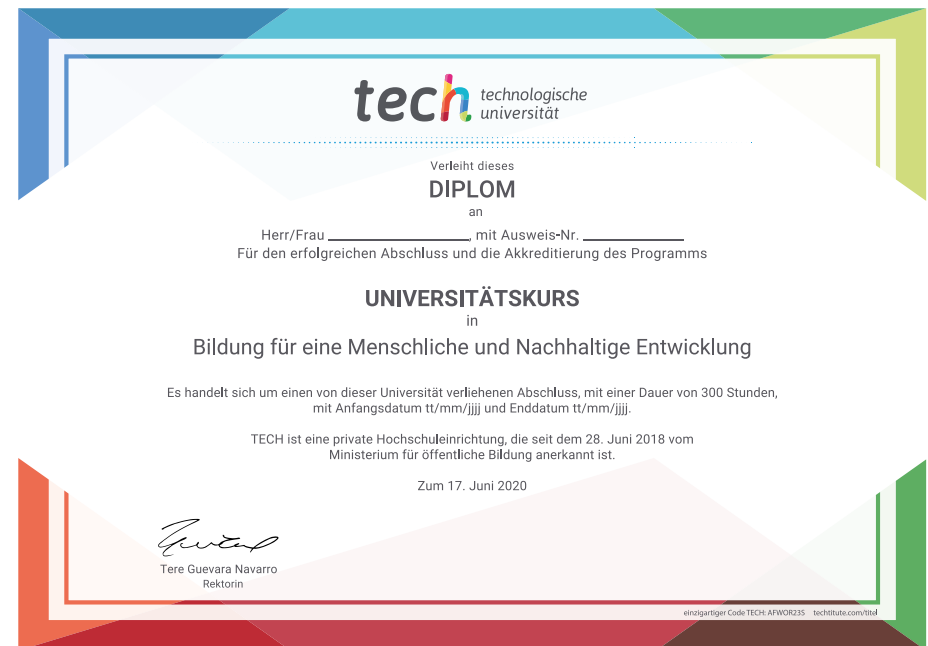 tech technologische
universität
Verleiht dieses
DIPLOM
an
Herr/Frau ____________________, mit Ausweis-Nr. ______________
Für den erfolgreichen Abschluss und die Akkreditierung des Programms
UNIVERSITÄTSKURS
in
Bildung für eine Menschliche und Nachhaltige Entwicklung
Es handelt sich um einen von dieser Universität verliehenen Abschluss, mit einer Dauer von 300 Stunden,
mit Anfangsdatum tt/mm/jjjj und Enddatum tt/mm/jjjj.
TECH ist eine private Hochschuleinrichtung, die seit dem 28. Juni 2018 vom
Ministerium für öffentliche Bildung anerkannt ist.
Zum 17. Juni 2020
Tere Guevara Navarro
Rektorin
einzigartiger Code TECH: AFWOR23S techtitute.com/titel